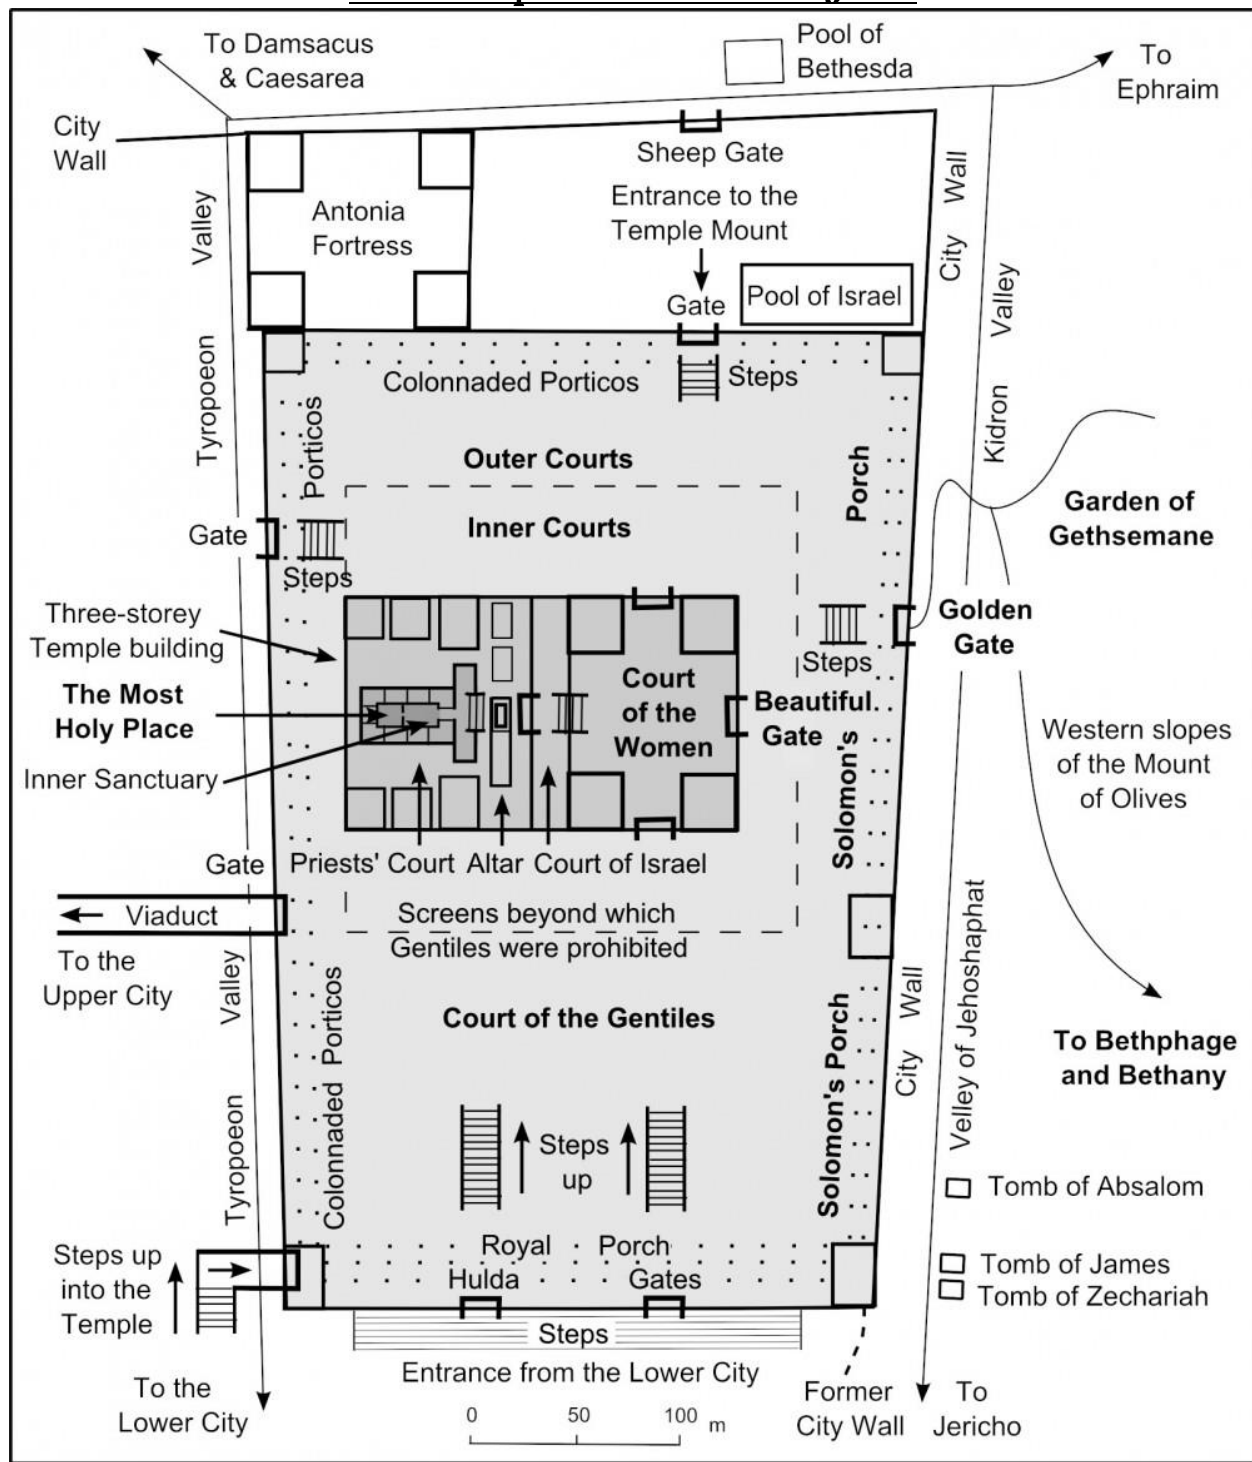 To Damsacus
& Caesarea
Pool of
Bethesda
To
Ephraim
City
Wall
Sheep Gate
Entrance to the
Temple Mount
Antonia
Fortress
Valley
City Wall
Gate
Pool of Israel
Valley
Tyropoeon
Colonnaded Porticos
Steps
Kidron
Porticos
Outer Courts
Porch
Inner Courts
Garden of
Gethsemane
Gate
Steps
Three-storey
Temple building
Golden
Gate
Steps
The Most
Holy Place
Court
of the
Women
Beautiful
Gate
Solomon's
Western slopes
of the Mount
of Olives
Inner Sanctuary
Gate
Priests' Court
Altar
Court of Israel
Viaduct
Screens beyond which
Gentiles were prohibited
To the
Upper City
Valley
City Wall
Velley of Jehoshaphat
Court of the Gentiles
Colonnaded Porticos
Solomon's Porch
To Bethphage
and Bethany
Tyropoeon
Steps
up
Tomb of Absalom
Steps up
into the
Temple
Royal Porch
Hulda Gates
Tomb of James
Tomb of Zechariah
Steps
Entrance from the Lower City
To the
Lower City
Former
City Wall
To
Jericho
0 50 100 m